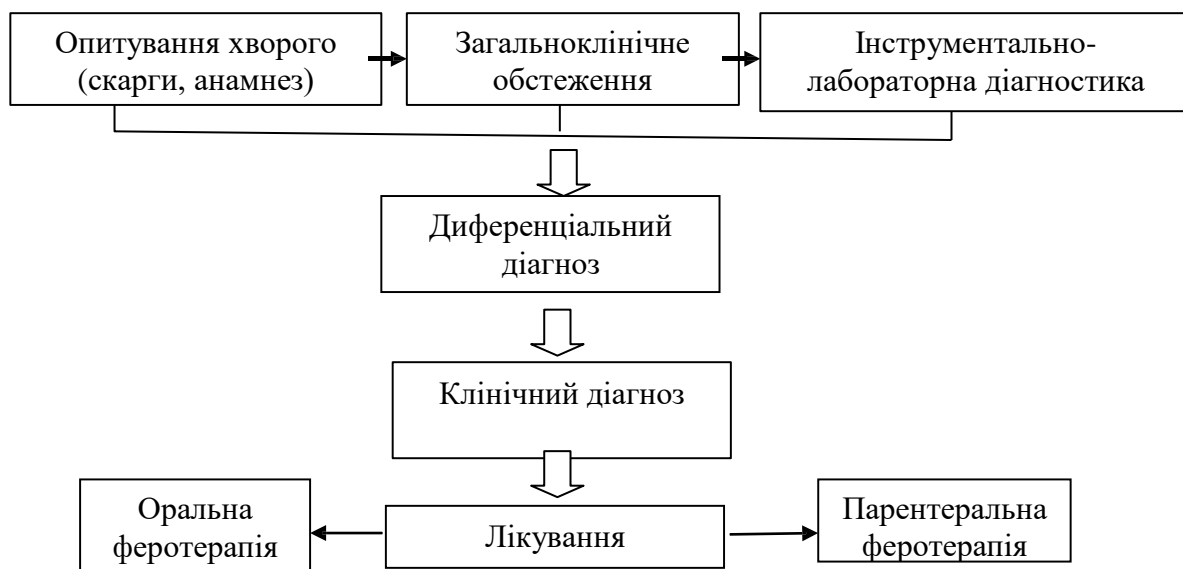 Опитування хворого
(скарги, анамнез)
Загальноклінічне
обстеження
Інструментально-
лабораторна діагностика
Диференціальний
діагноз
Клінічний діагноз
Оральна
феротерапія
Лікування
Парентеральна
феротерапія